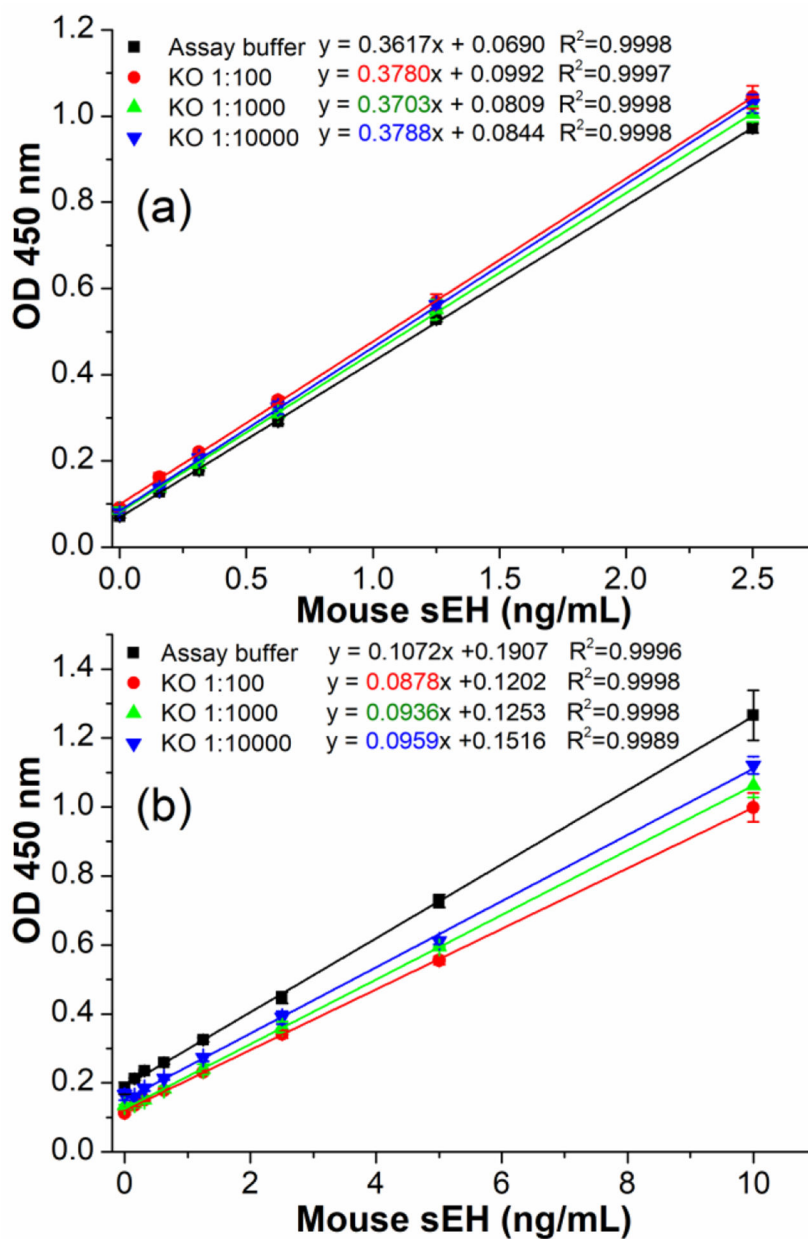 1.2
Assay buffer y = 0.3617x + 0.0690 R²=0.9998
KO 1:100 y = 0.3780x + 0.0992 R²=0.9997
1.0
KO 1:1000 y = 0.3703x + 0.0809 R²=0.9998
KO 1:10000 y = 0.3788x + 0.0844 R²=0.9998
0.8
(a)
OD 450 nm
0.6
0.4
0.2
0.0
0.0 0.5 1.0 1.5 2.0 2.5
Mouse sEH (ng/mL)
Assay buffer y = 0.1072x +0.1907 R²=0.9996
1.4
KO 1:100 y = 0.0878x +0.1202 R²=0.9998
KO 1:1000 y = 0.0936x +0.1253 R²=0.9998
1.2
KO 1:10000 y = 0.0959x +0.1516 R²=0.9989
1.0
(b)
0.8
OD 450 nm
0.6
0.4
0.2
0.0
0 2 4 6 8 10
Mouse sEH (ng/mL)